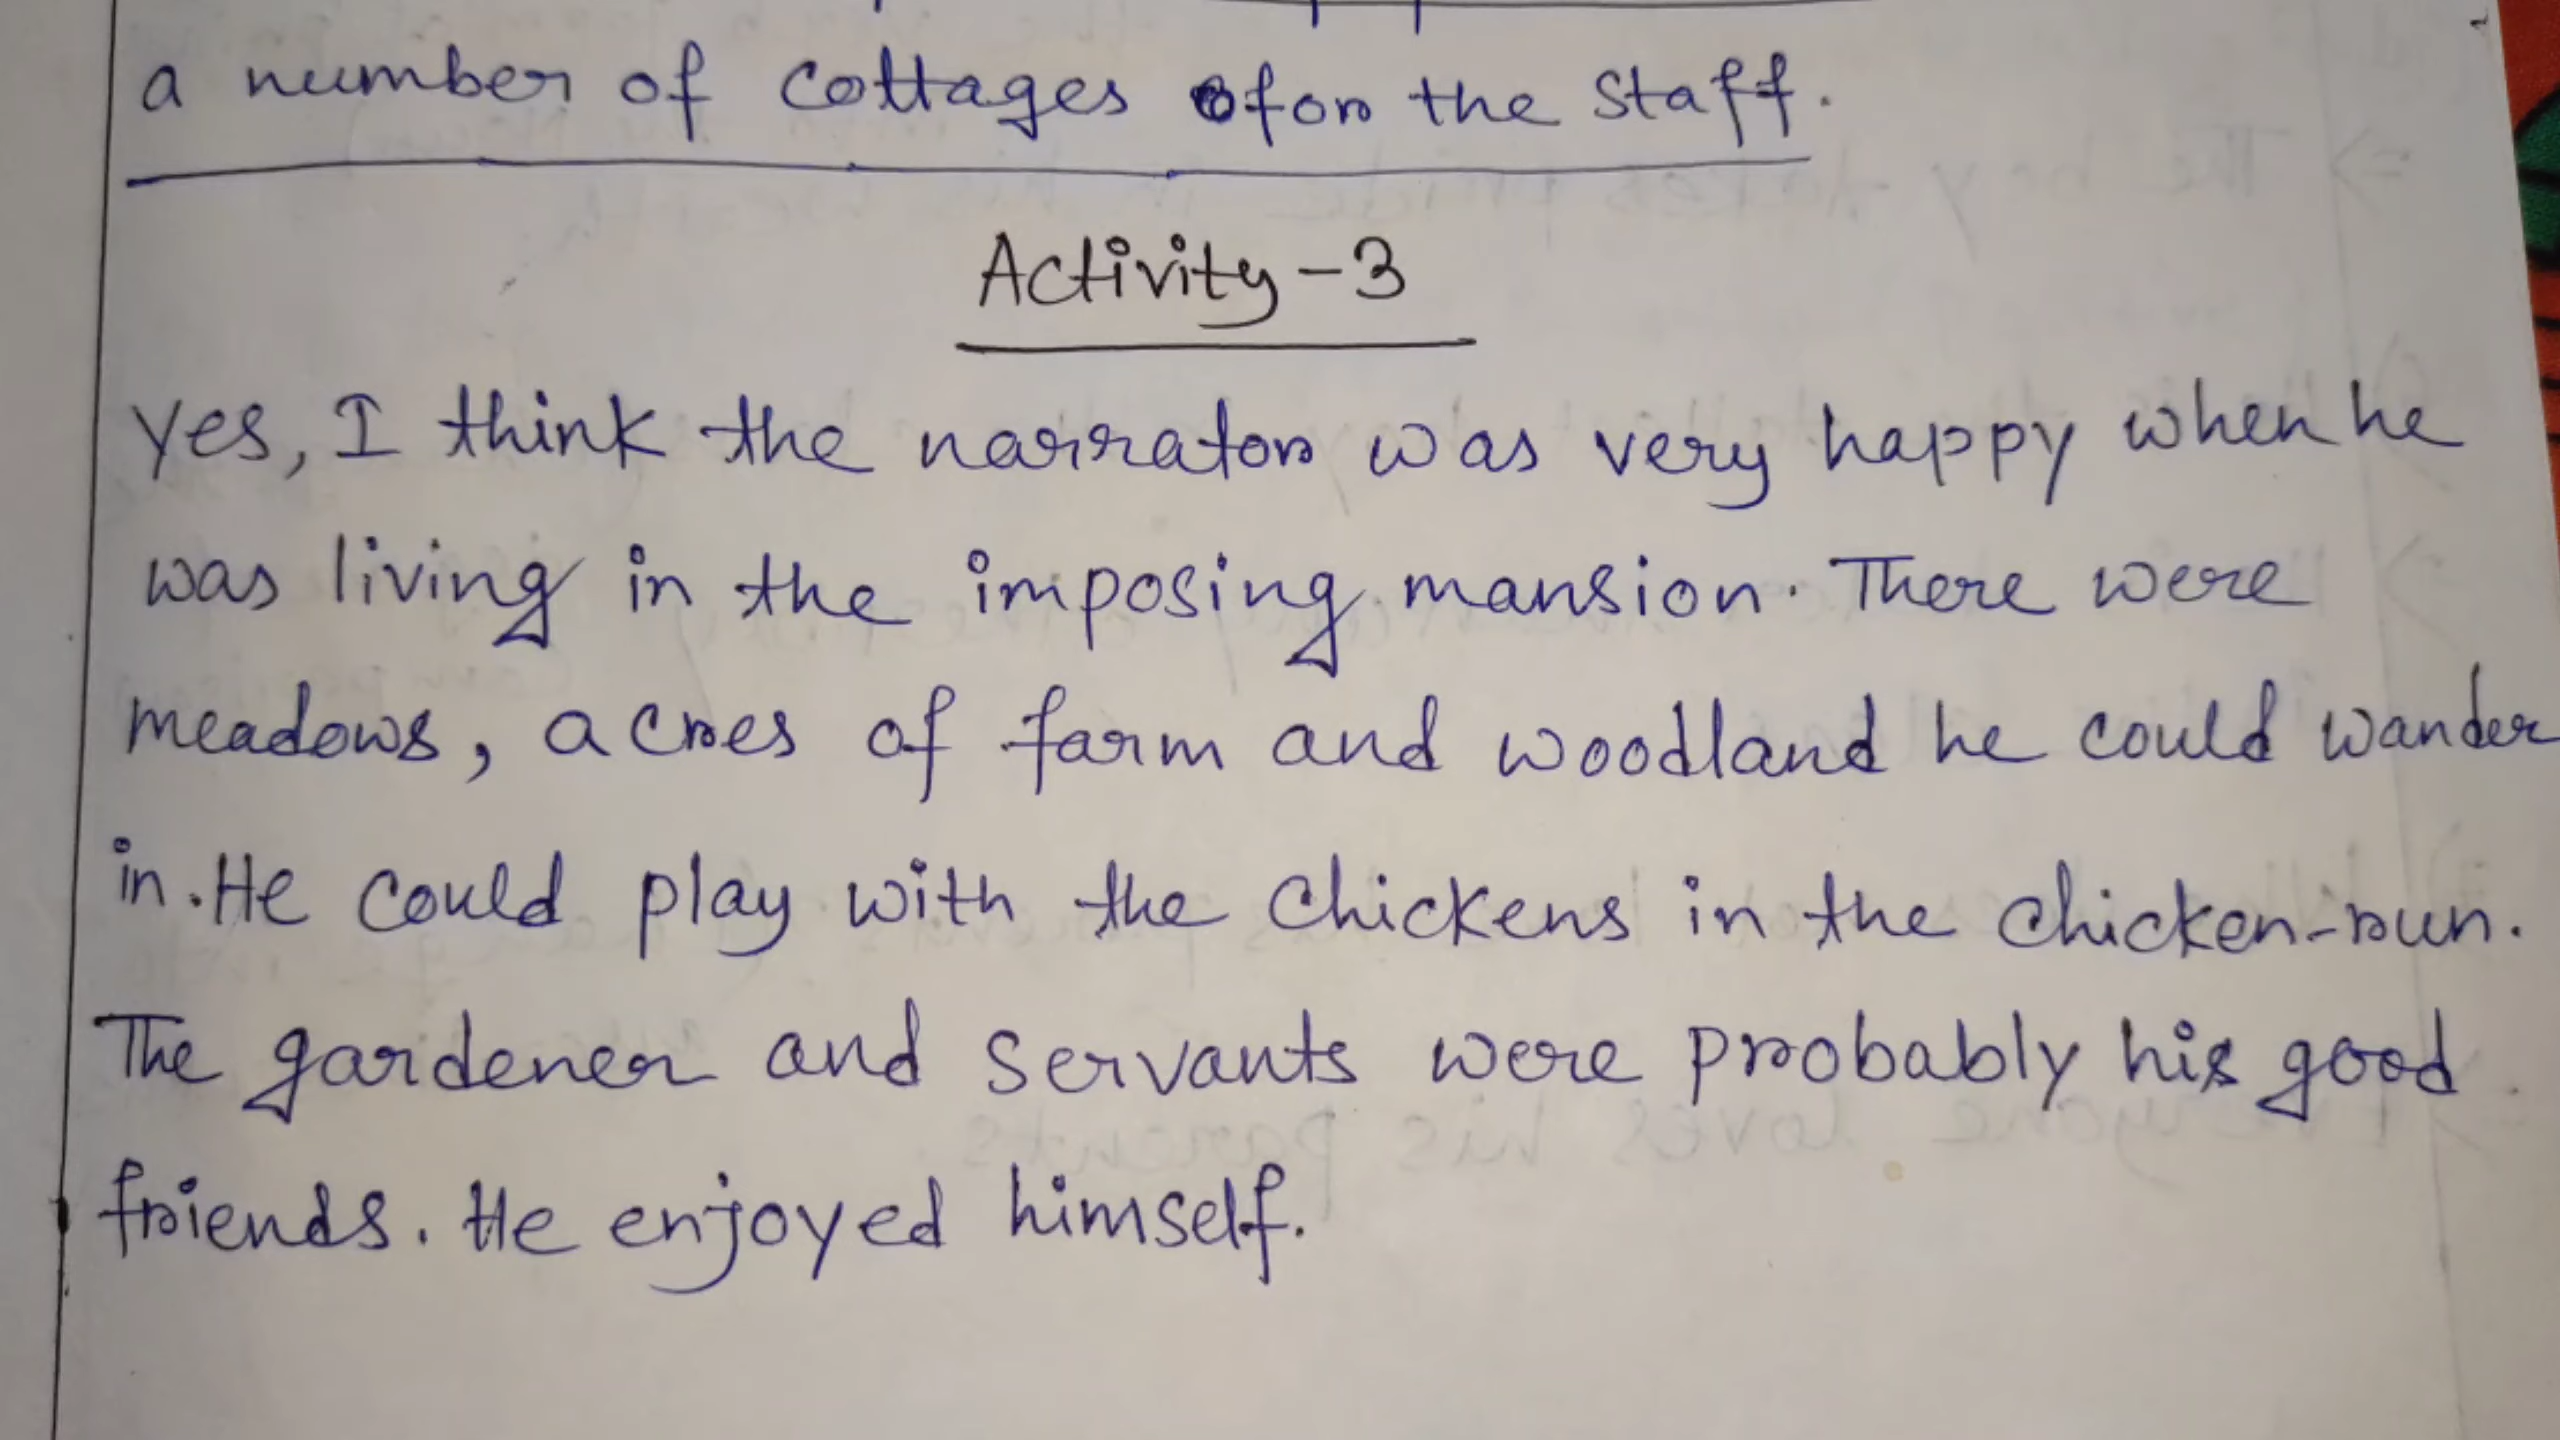 a number of cottages for the staff.
Activity-3
Yes, I think the narrator was very happy when he
was living in the imposing mansion. There were
meadows, acres of farm and woodland he could wander
in. He could play with the chickens in the chicken-run.
The gardener and servants were probably his good
friends. He enjoyed himself.